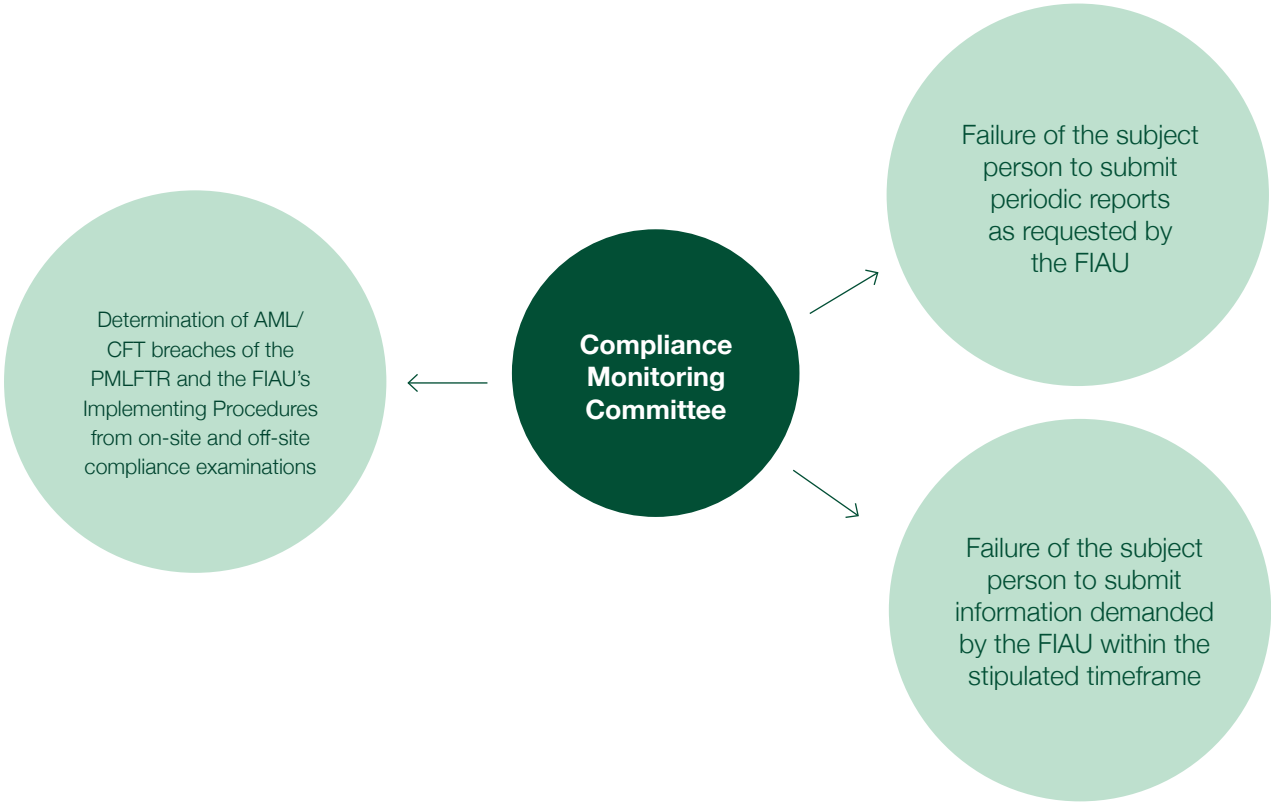 Determination of AML/
CFT breaches of the
PMLFTR and the FIAU’s
Implementing Procedures
from on-site and off-site
compliance examinations
Compliance
Monitoring
Committee
Failure of the subject
person to submit
periodic reports
as requested by
the FIAU
Failure of the subject
person to submit
information demanded
by the FIAU within the
stipulated timeframe